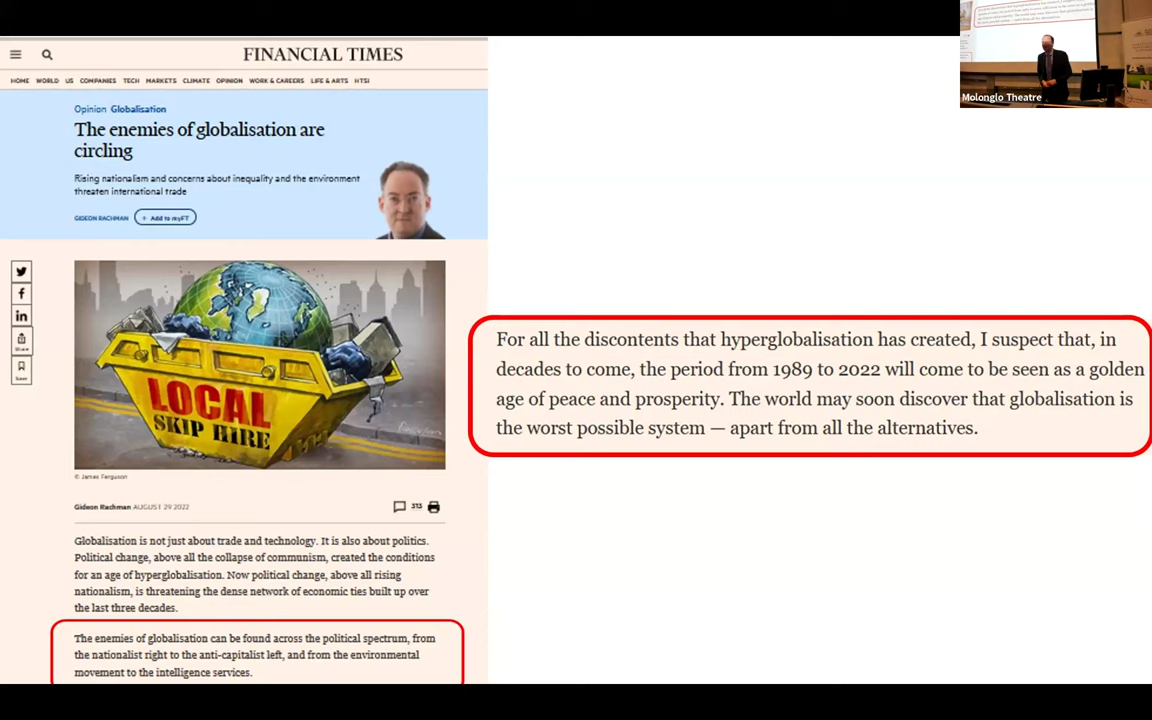 FINANCIAL TIMES
HOME WORLD US COMPANIES TECH MARKETS CLIMATE OPINION WORK & CAREERS LIFE & ARTS HTSI
Opinion Globalisation
The enemies of globalisation are
circling
Rising nationalism and concerns about inequality and the environment
threaten international trade
GIDEON RACHMAN + Add to myFT
LOCAL
SKIP HIRE
Share
Save
© James Ferguson
Gideon Rachman AUGUST 29 2022 313
Globalisation is not just about trade and technology. It is also about politics.
Political change, above all the collapse of communism, created the conditions
for an age of hyperglobalisation. Now political change, above all rising
nationalism, is threatening the dense network of economic ties built up over
the last three decades.
The enemies of globalisation can be found across the political spectrum, from
the nationalist right to the anti-capitalist left, and from the environmental
movement to the intelligence services.
For all the discontents that hyperglobalisation has created, I suspect that, in
decades to come, the period from 1989 to 2022 will come to be seen as a golden
age of peace and prosperity. The world may soon discover that globalisation is
the worst possible system — apart from all the alternatives.
Molonglo Theatre